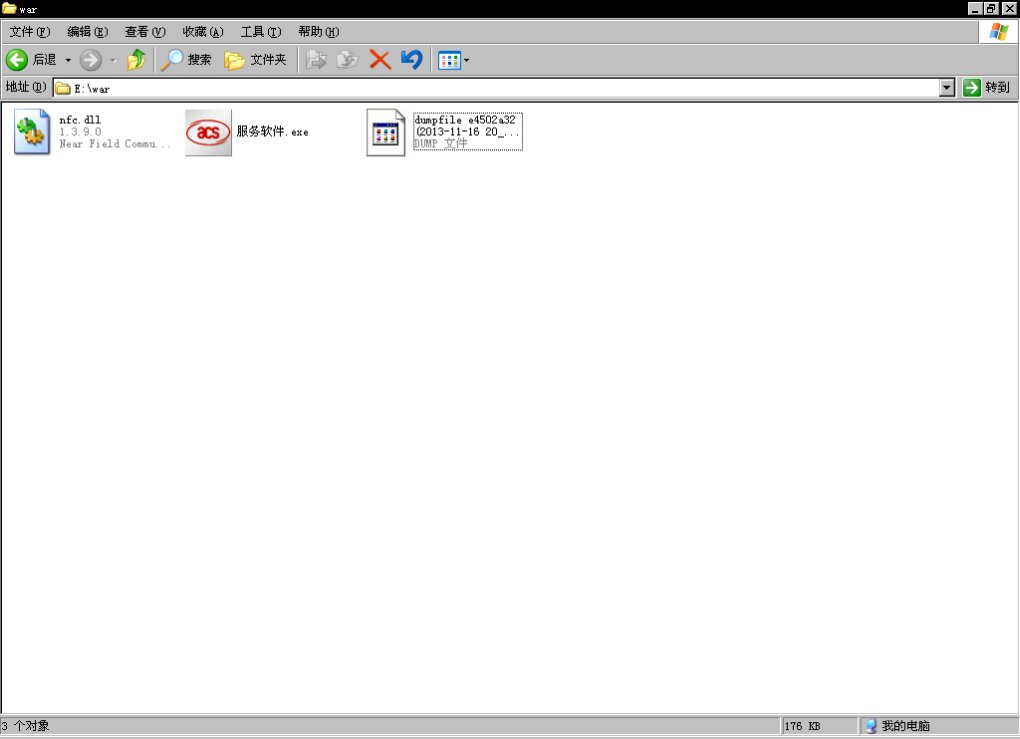 war
文件(F) 编辑(E) 查看(V) 收藏(A) 工具(T) 帮助(H)
后退 搜索 文件夹
地址(D) E:\war 转到
nfc.dll
1.3.9.0
Near Field Commu...
acs
服务软件.exe
dumpfile e4502a32
(2013-11-16 20_...
DUMP 文件
3 个对象 176 KB 我的电脑